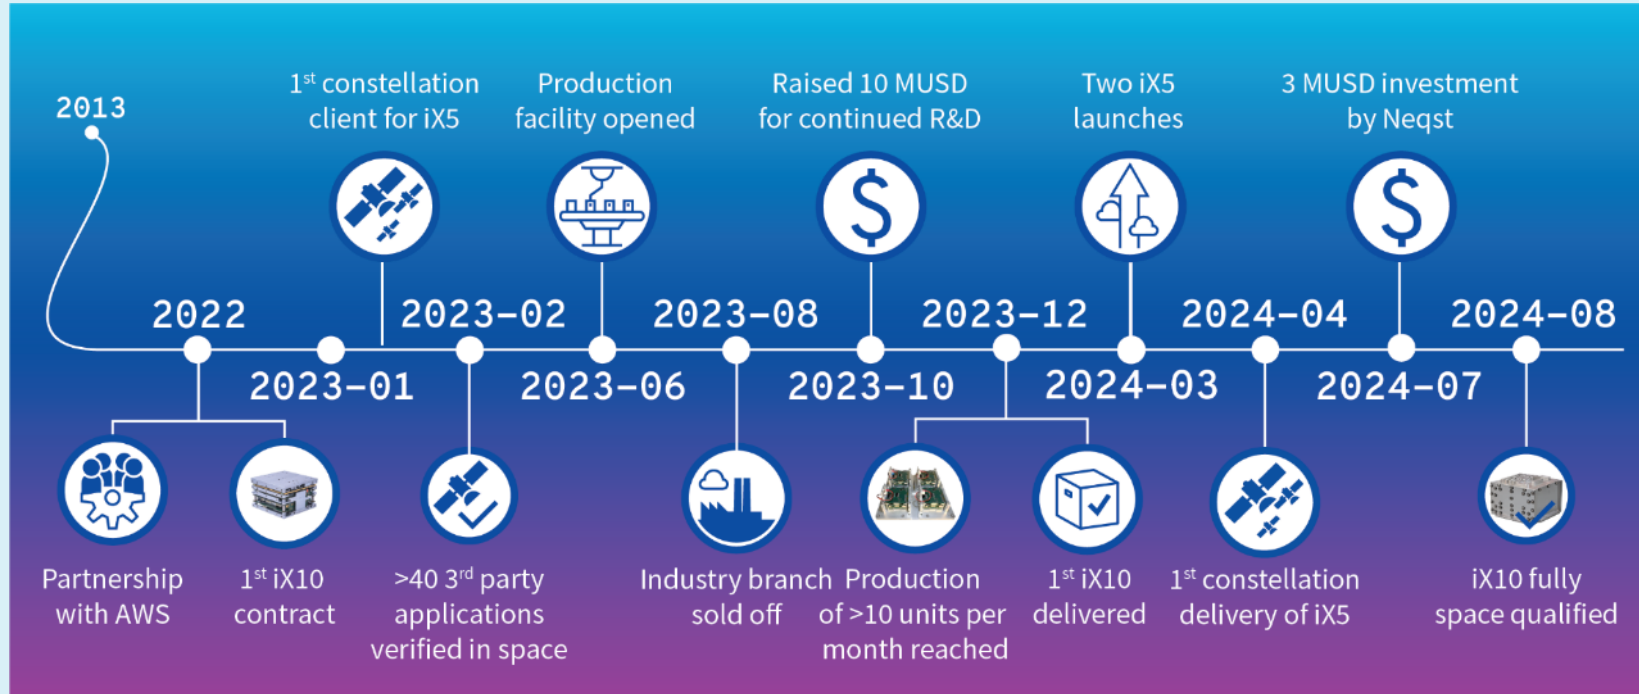 1st constellation
client for iX5
Production
facility opened
Raised 10 MUSD
for continued R&D
Two iX5
launches
3 MUSD investment
by Neqst
2013
2022
2023-02
2023-08
2023-12
2024-04
2024-08
2023-01
2023-06
2023-10
2024-03
2024-07
Partnership
with AWS
1st iX10
contract
>40 3rd party
applications
verified in space
Industry branch
sold off
Production
of >10 units per
month reached
1st iX10
delivered
1st constellation
delivery of iX5
iX10 fully
space qualified